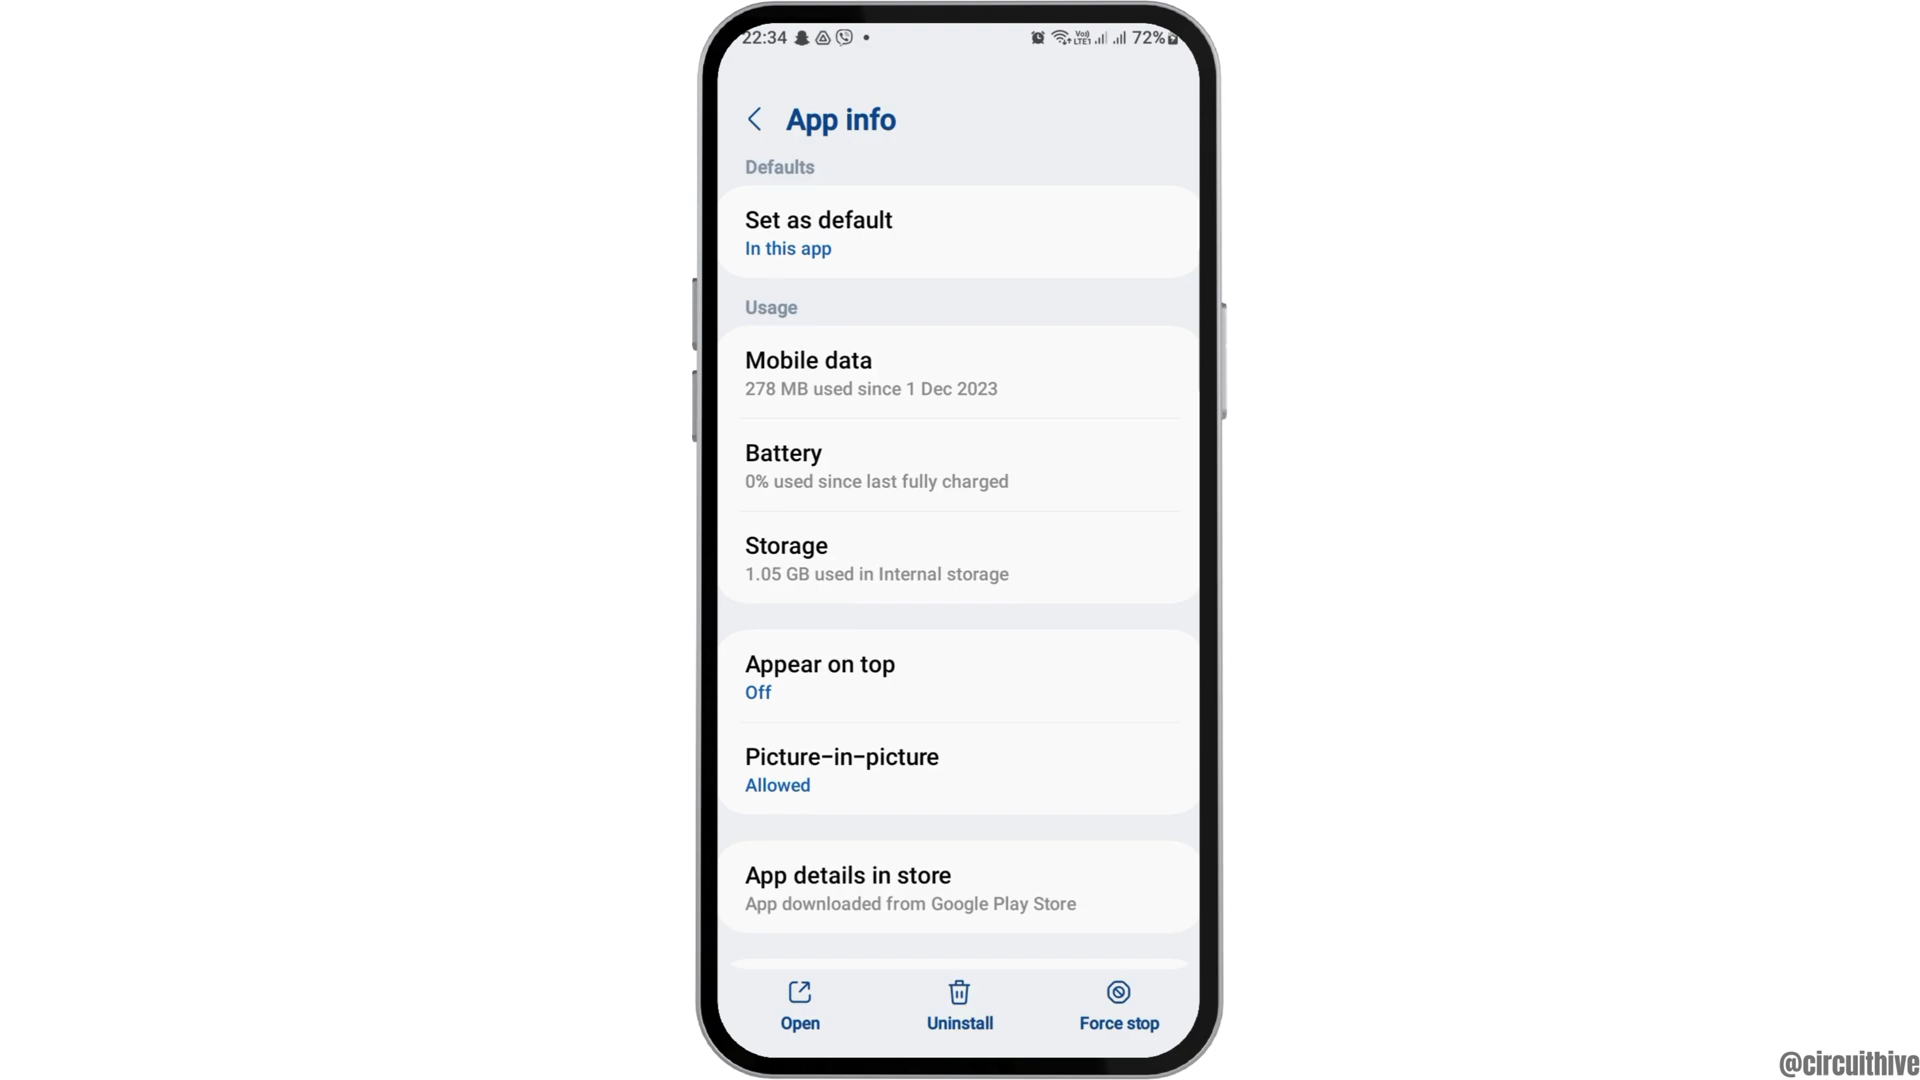 22:34 72%
App info
Defaults
Set as default
In this app
Usage
Mobile data
278 MB used since 1 Dec 2023
Battery
0% used since last fully charged
Storage
1.05 GB used in Internal storage
Appear on top
Off
Picture-in-picture
Allowed
App details in store
App downloaded from Google Play Store
Open Uninstall Force stop
@circuithive